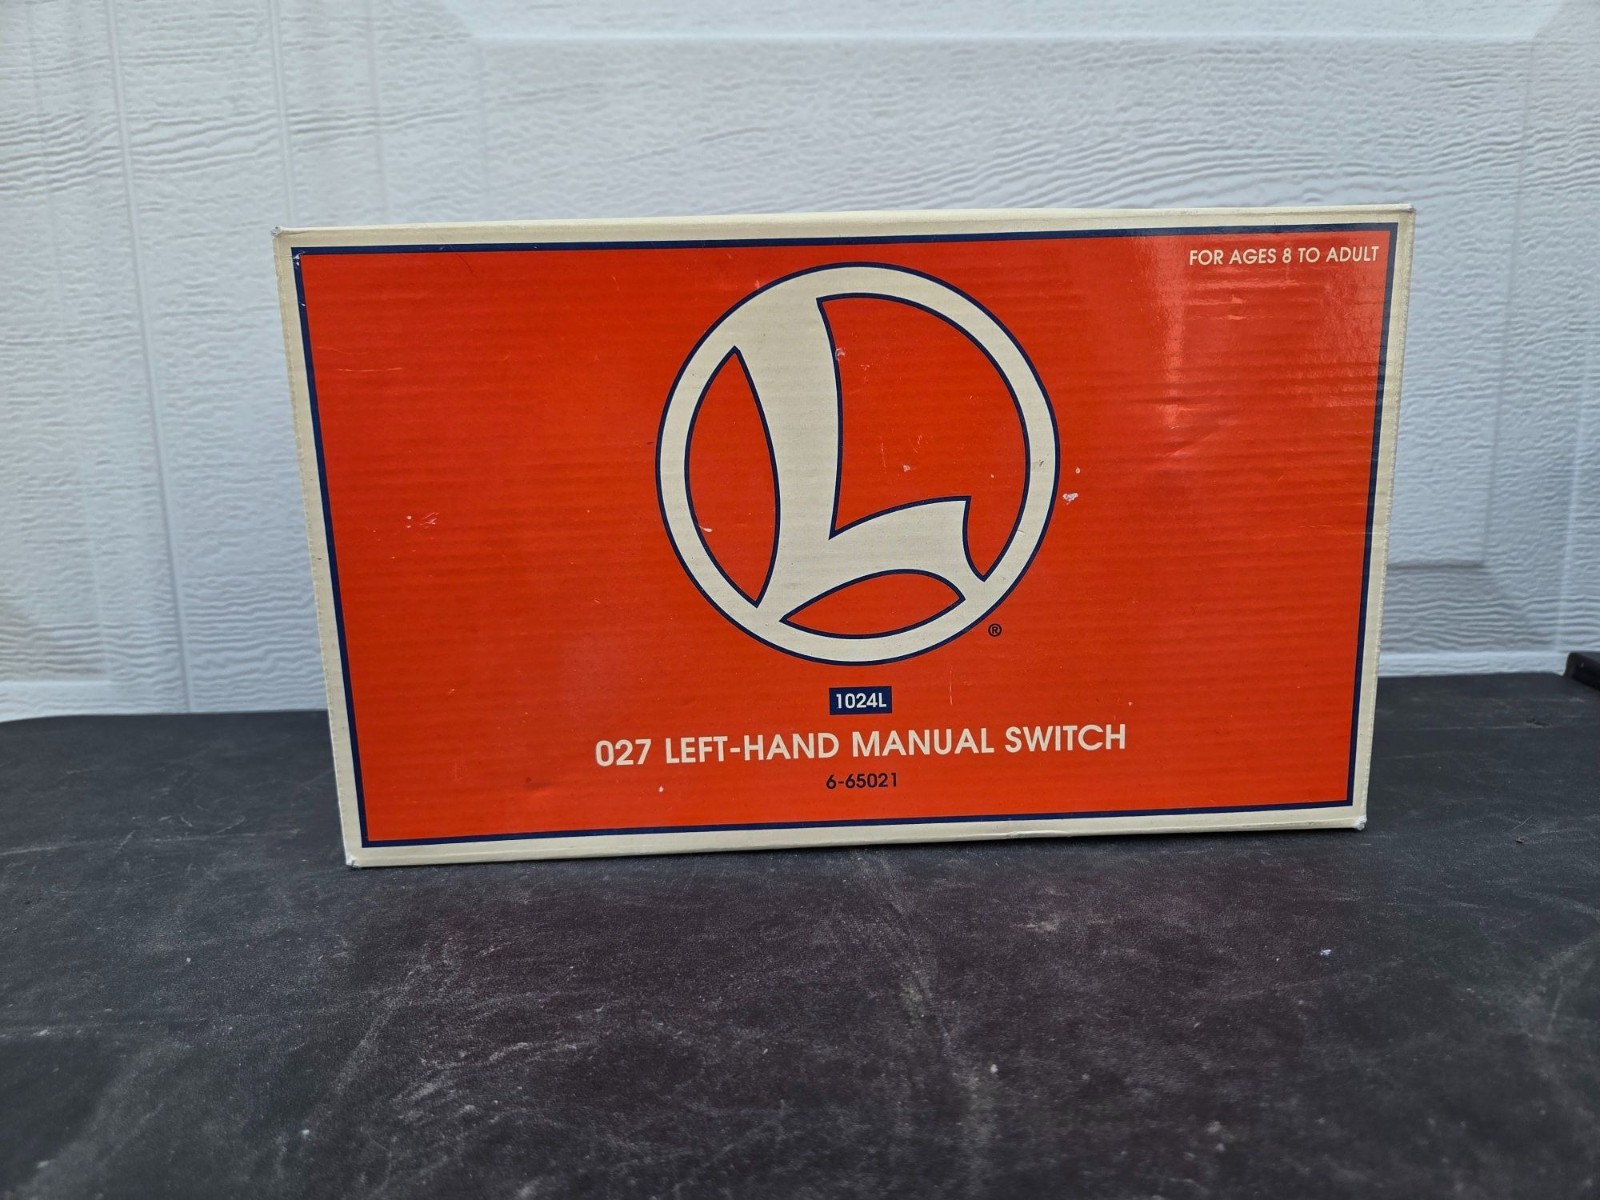 FOR AGES 8 TO ADULT
L
®
1024L
027 LEFT-HAND MANUAL SWITCH
6-65021